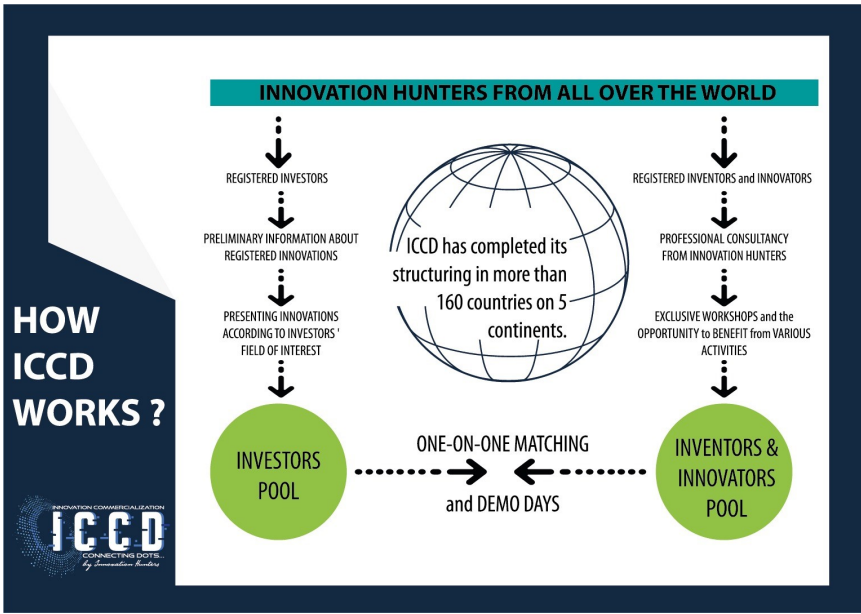 INNOVATION HUNTERS FROM ALL OVER THE WORLD
REGISTERED INVESTORS
PRELIMINARY INFORMATION ABOUT
REGISTERED INNOVATIONS
PRESENTING INNOVATIONS
ACCORDING TO INVESTORS '
FIELD OF INTEREST
INVESTORS
POOL
ICCD has completed its
structuring in more than
160 countries on 5
continents.
REGISTERED INVENTORS and INNOVATORS
PROFESSIONAL CONSULTANCY
FROM INNOVATION HUNTERS
EXCLUSIVE WORKSHOPS and the
OPPORTUNITY to BENEFIT from VARIOUS
ACTIVITIES
INVENTORS &
INNOVATORS
POOL
ONE-ON-ONE MATCHING
and DEMO DAYS
HOW
ICCD
WORKS ?
INNOVATION COMMERCIALIZATION
ICCD
CONNECTING DOTS...
by Innovation Hunters